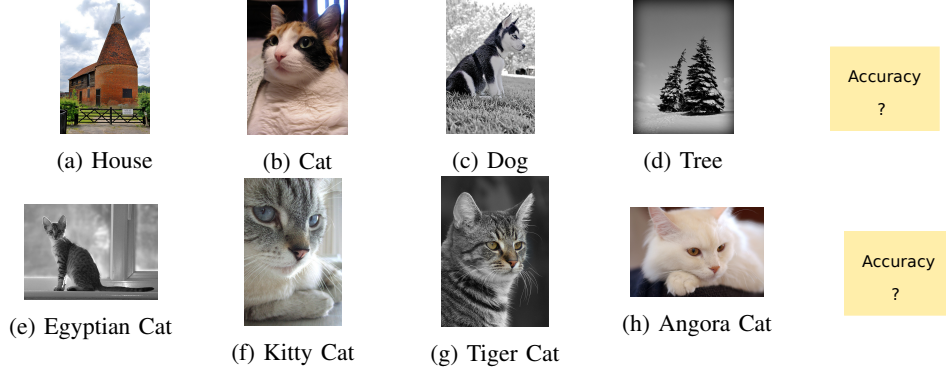 (a) House
(b) Cat
(c) Dog
(d) Tree
Accuracy
?
(e) Egyptian Cat
(f) Kitty Cat
(g) Tiger Cat
(h) Angora Cat
Accuracy
?